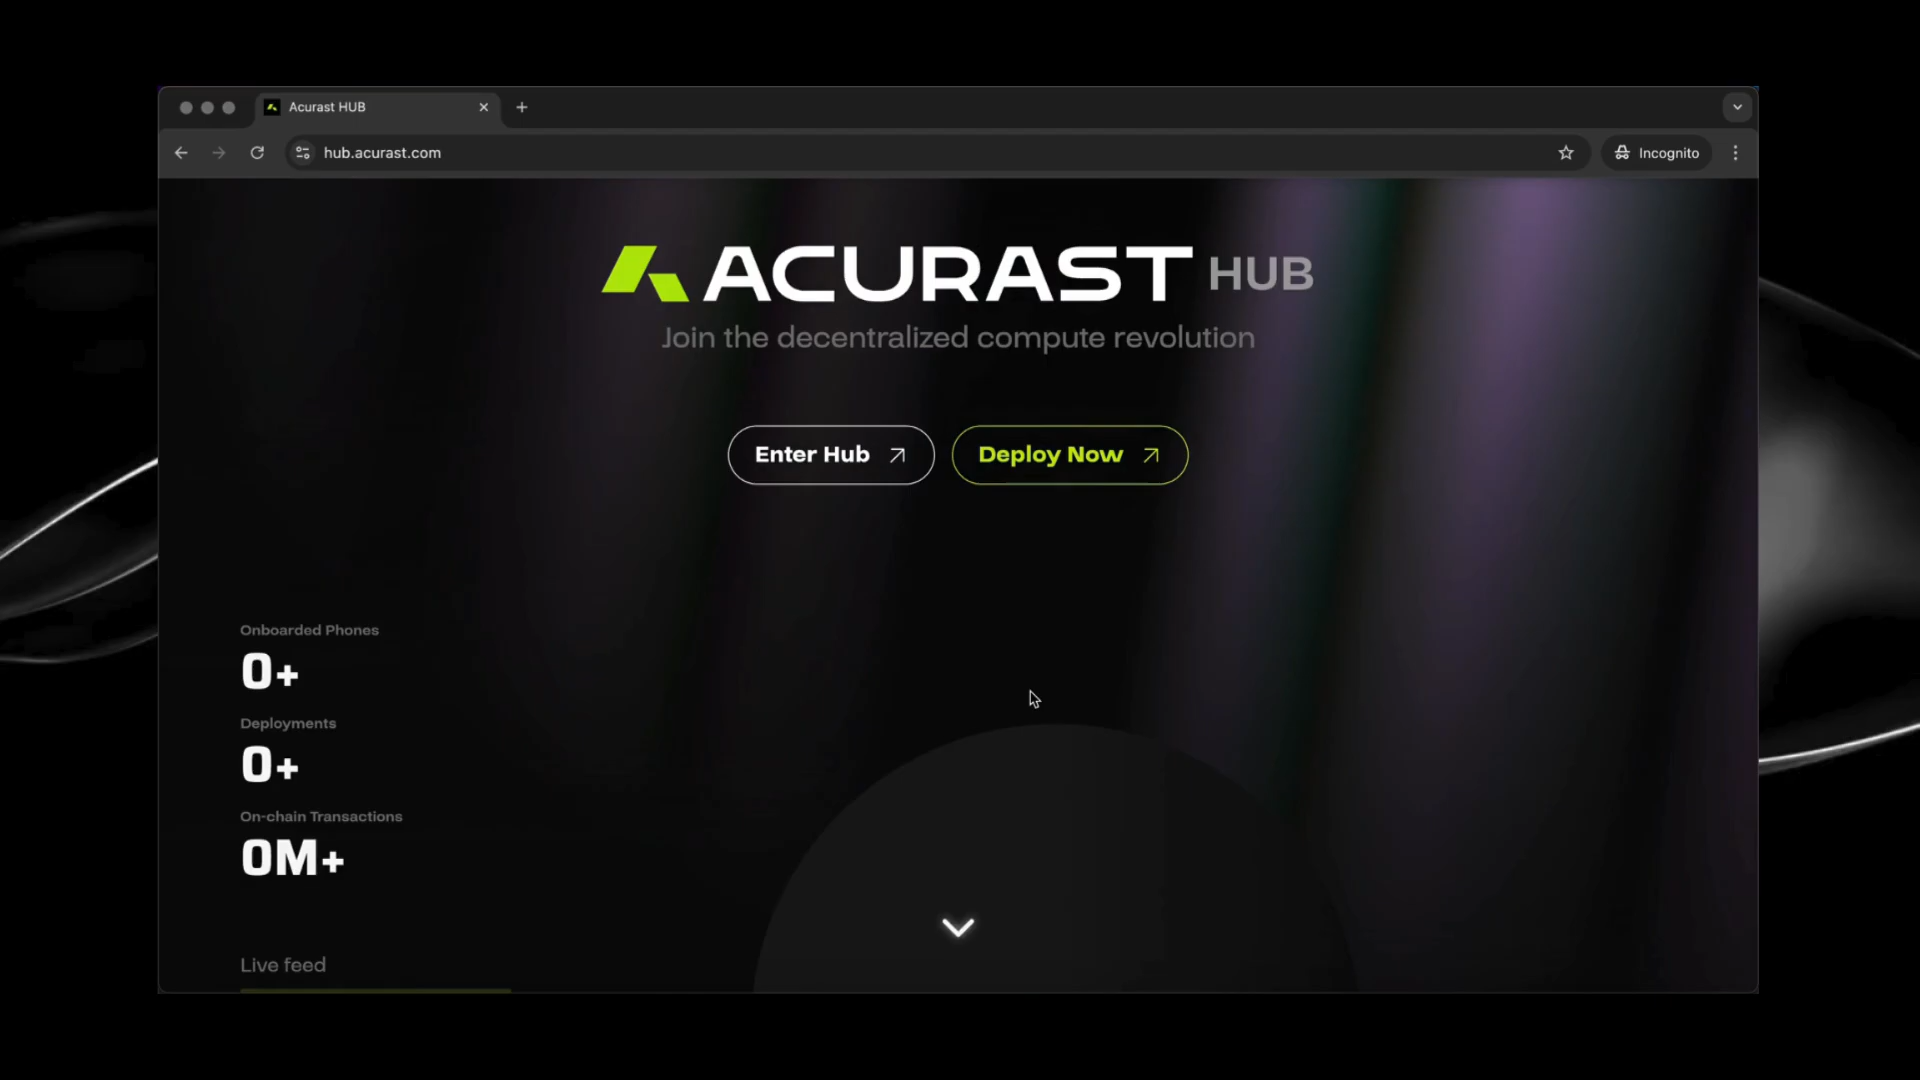 Acurast HUB
hub.acurast.com
Incognito
ACURAST HUB
Join the decentralized compute revolution
Enter Hub
Deploy Now
Onboarded Phones
0+
Deployments
0+
On-chain Transactions
0M+
Live feed